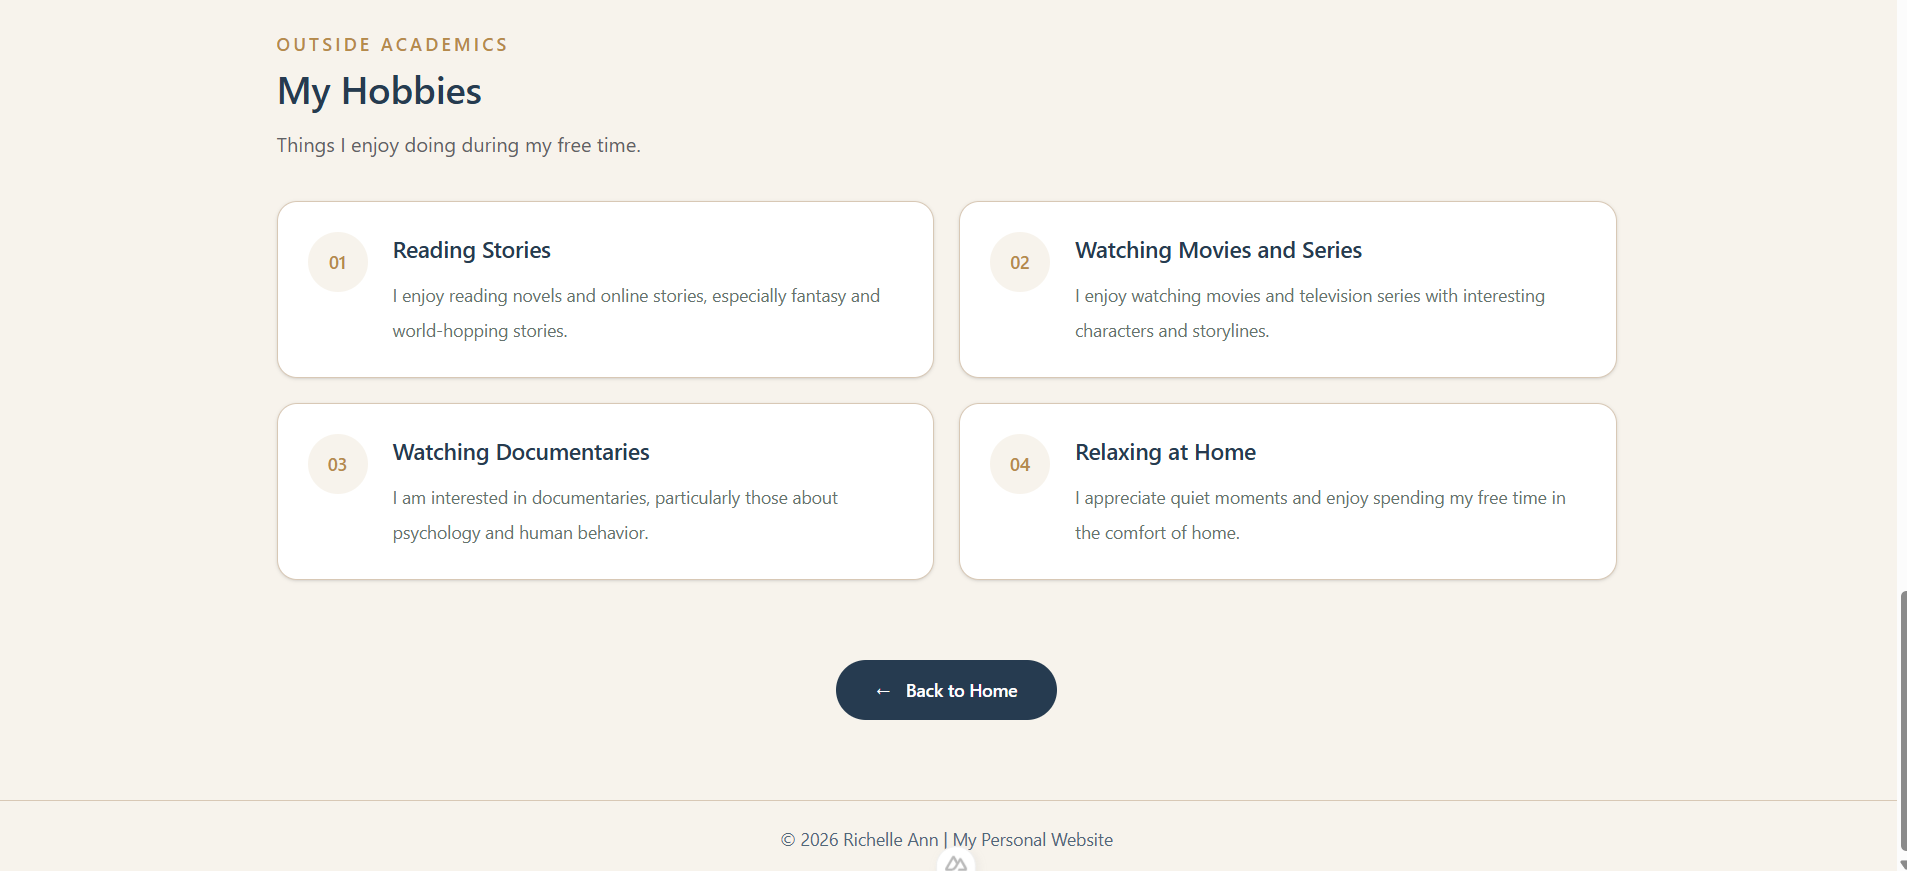 OUTSIDE ACADEMICS
My Hobbies
Things I enjoy doing during my free time.
01
Reading Stories
I enjoy reading novels and online stories, especially fantasy and
world-hopping stories.
02
Watching Movies and Series
I enjoy watching movies and television series with interesting
characters and storylines.
03
Watching Documentaries
I am interested in documentaries, particularly those about
psychology and human behavior.
04
Relaxing at Home
I appreciate quiet moments and enjoy spending my free time in
the comfort of home.
← Back to Home
© 2026 Richelle Ann | My Personal Website